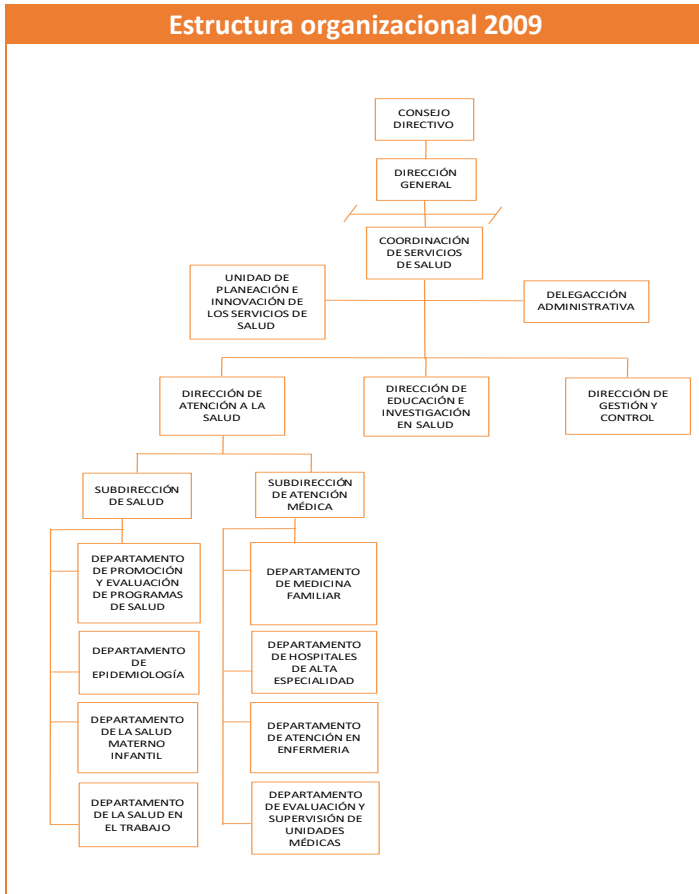 Estructura organizacional 2009
CONSEJO
DIRECTIVO
DIRECCIÓN
GENERAL
COORDINACIÓN
DE SERVICIOS
DE SALUD
UNIDAD DE
PLANEACIÓN E
INNOVACIÓN DE
LOS SERVICIOS DE
SALUD
DELEGACCIÓN
ADMINISTRATIVA
DIRECCIÓN DE
ATENCIÓN A LA
SALUD
DIRECCIÓN DE
EDUCACIÓN E
INVESTIGACIÓN
EN SALUD
DIRECCIÓN DE
GESTIÓN Y
CONTROL
SUBDIRECCIÓN
DE SALUD
SUBDIRECCIÓN
DE ATENCIÓN
MÉDICA
DEPARTAMENTO
DE PROMOCIÓN
Y EVALUACIÓN
DE PROGRAMAS
DE SALUD
DEPARTAMENTO
DE
EPIDEMIOLOGÍA
DEPARTAMENTO
DE LA SALUD
MATERNO
INFANTIL
DEPARTAMENTO
DE LA SALUD EN
EL TRABAJO
DEPARTAMENTO
DE MEDICINA
FAMILIAR
DEPARTAMENTO
DE HOSPITALES
DE ALTA
ESPECIALIDAD
DEPARTAMENTO
DE ATENCIÓN EN
ENFERMERIA
DEPARTAMENTO
DE EVALUACIÓN Y
SUPERVISIÓN DE
UNIDADES
MÉDICAS